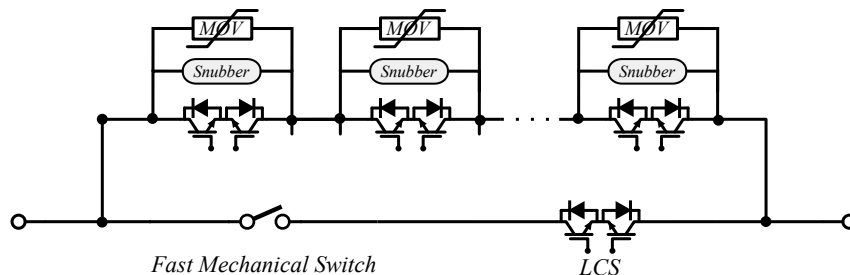 MOV MOV MOV
Snubber Snubber Snubber
Fast Mechanical Switch LCS